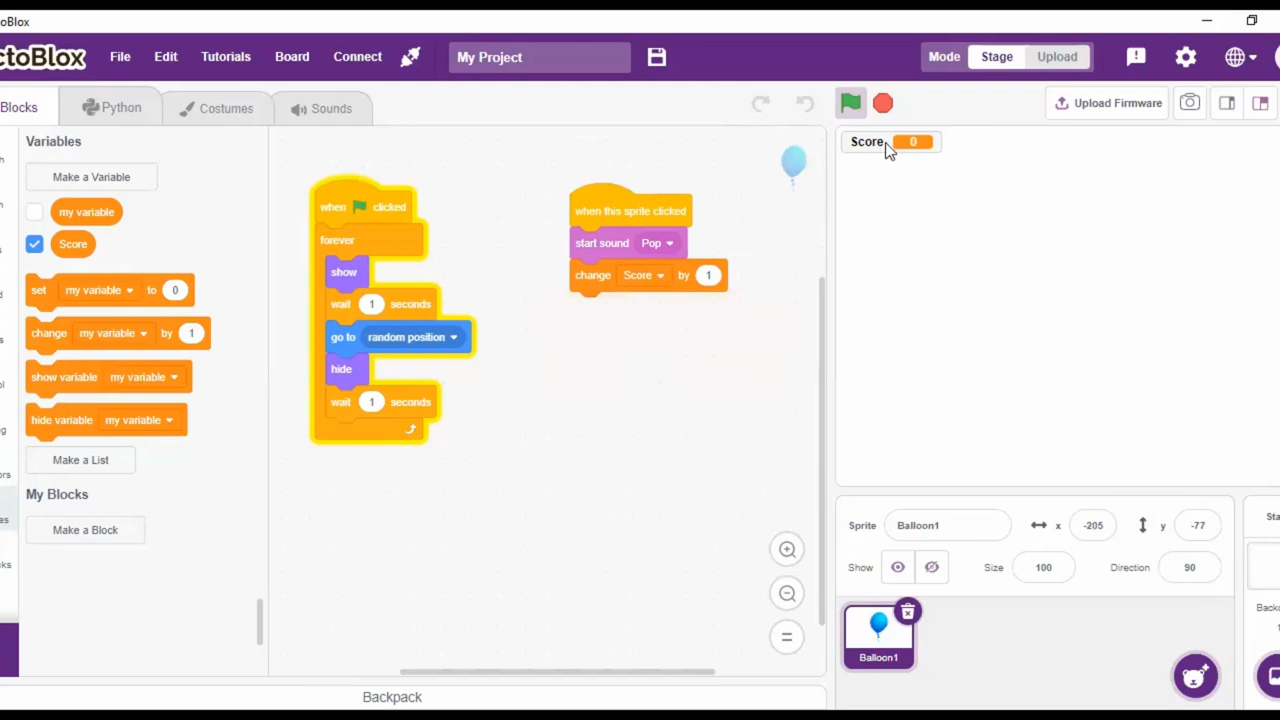 oBlox
ctoBlox
File
Edit
Tutorials
Board
Connect
My Project
Mode
Stage
Upload
Blocks
Python
Costumes
Sounds
Upload Firmware
Variables
Make a Variable
my variable
Score
set my variable to 0
change my variable by 1
show variable my variable
hide variable my variable
Make a List
My Blocks
Make a Block
when clicked
forever
show
wait 1 seconds
go to random position
hide
wait 1 seconds
when this sprite clicked
start sound Pop
change Score by 1
Backpack
Score 0
Sprite Balloon1 x -205 y -77
Show Size 100 Direction 90
Balloon1
Sta
Backd
1